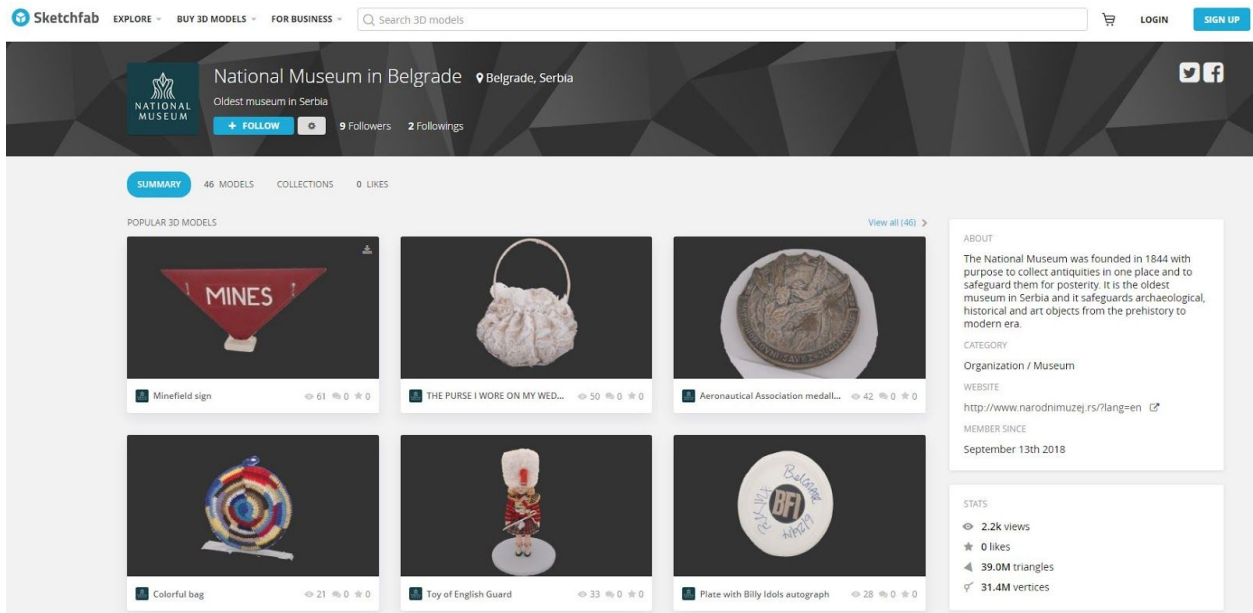 Sketchfab EXPLORE BUY 3D MODELS FOR BUSINESS Search 3D models LOGIN SIGN UP
NATIONAL
MUSEUM
National Museum in Belgrade Belgrade, Serbia
Oldest museum in Serbia
+ FOLLOW 9 Followers 2 Followings
SUMMARY 46 MODELS COLLECTIONS 0 LIKES
POPULAR 3D MODELS View all (46)
MINES
Minefield sign 61 0 0
THE PURSE I WORE ON MY WED... 50 0 0
Aeronautical Association medall... 42 0 0
Colorful bag 21 0 0
Toy of English Guard 33 0 0
Belgrade
BFI
Plate with Billy Idols autograph 28 0 0
ABOUT
The National Museum was founded in 1844 with
purpose to collect antiquities in one place and to
safeguard them for posterity. It is the oldest
museum in Serbia and it safeguards archaeological,
historical and art objects from the prehistory to
modern era.
CATEGORY
Organization / Museum
WEBSITE
http://www.narodnimuzej.rs/?lang=en
MEMBER SINCE
September 13th 2018
STATS
2.2k views
0 likes
39.0M triangles
31.4M vertices